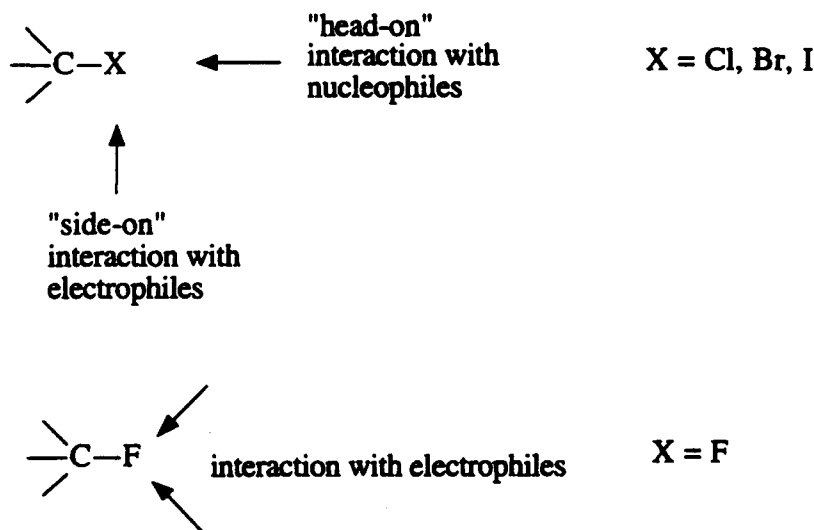 "head-on"
interaction with
nucleophiles
C—X
X = Cl, Br, I
"side-on"
interaction with
electrophiles
C—F
interaction with electrophiles
X = F